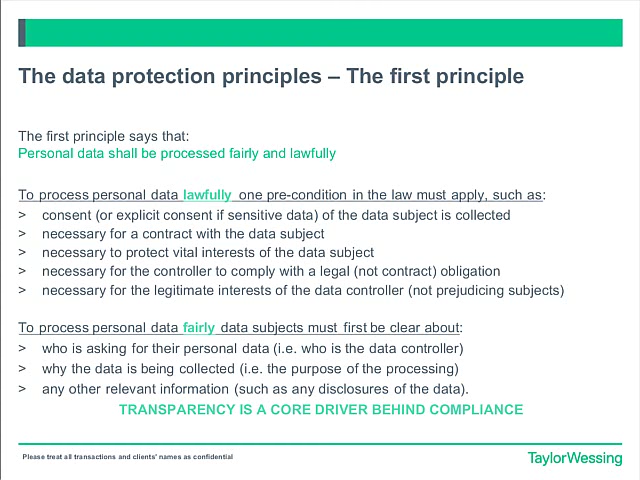 The data protection principles – The first principle
The first principle says that:
Personal data shall be processed fairly and lawfully
To process personal data lawfully one pre-condition in the law must apply, such as:
> consent (or explicit consent if sensitive data) of the data subject is collected
> necessary for a contract with the data subject
> necessary to protect vital interests of the data subject
> necessary for the controller to comply with a legal (not contract) obligation
> necessary for the legitimate interests of the data controller (not prejudicing subjects)
To process personal data fairly data subjects must first be clear about:
> who is asking for their personal data (i.e. who is the data controller)
> why the data is being collected (i.e. the purpose of the processing)
> any other relevant information (such as any disclosures of the data).
TRANSPARENCY IS A CORE DRIVER BEHIND COMPLIANCE
Please treat all transactions and clients' names as confidential
TaylorWessing